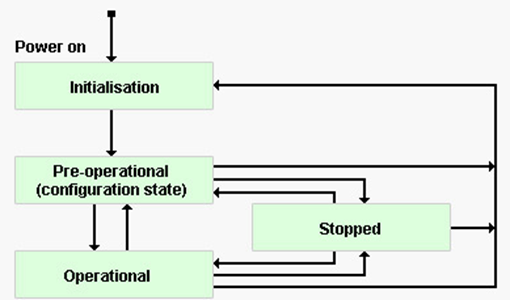 Power on
Initialisation
Pre-operational
(configuration state)
Stopped
Operational